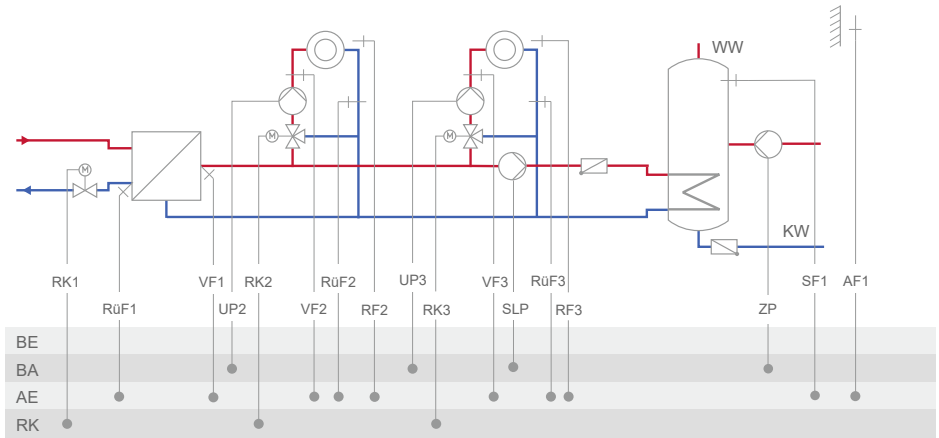 WW
M
M
M
KW
RK1 VF1 RK2 RüF2 UP3 VF3 RüF3 SF1 AF1
RüF1 UP2 VF2 RF2 RK3 SLP RF3 ZP
BE
BA
AE
RK